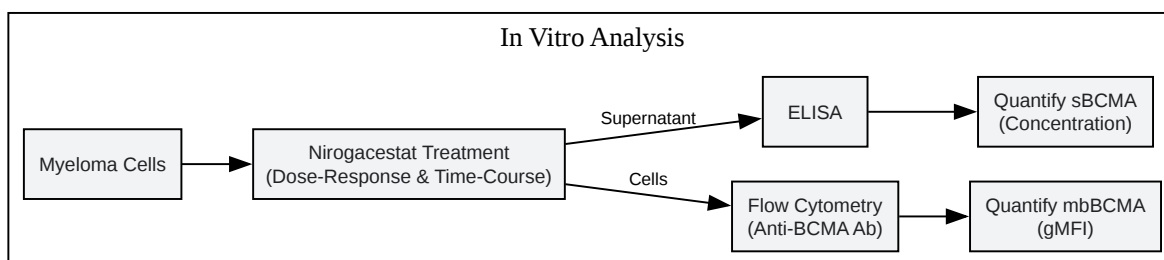 In Vitro Analysis
Myeloma Cells
Nirogacestat Treatment
(Dose-Response & Time-Course)
Supernatant
ELISA
Quantify sBCMA
(Concentration)
Cells
Flow Cytometry
(Anti-BCMA Ab)
Quantify mbBCMA
(gMFI)